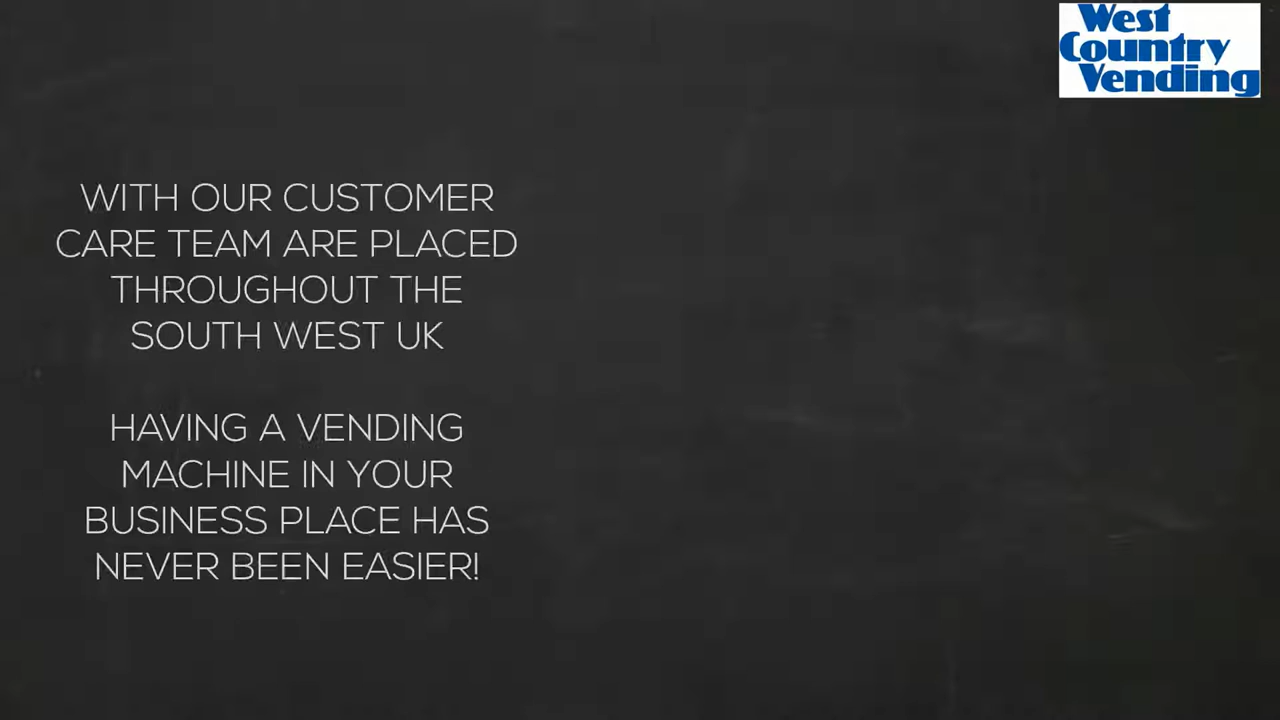 West
Country
Vending
WITH OUR CUSTOMER
CARE TEAM ARE PLACED
THROUGHOUT THE
SOUTH WEST UK
HAVING A VENDING
MACHINE IN YOUR
BUSINESS PLACE HAS
NEVER BEEN EASIER!